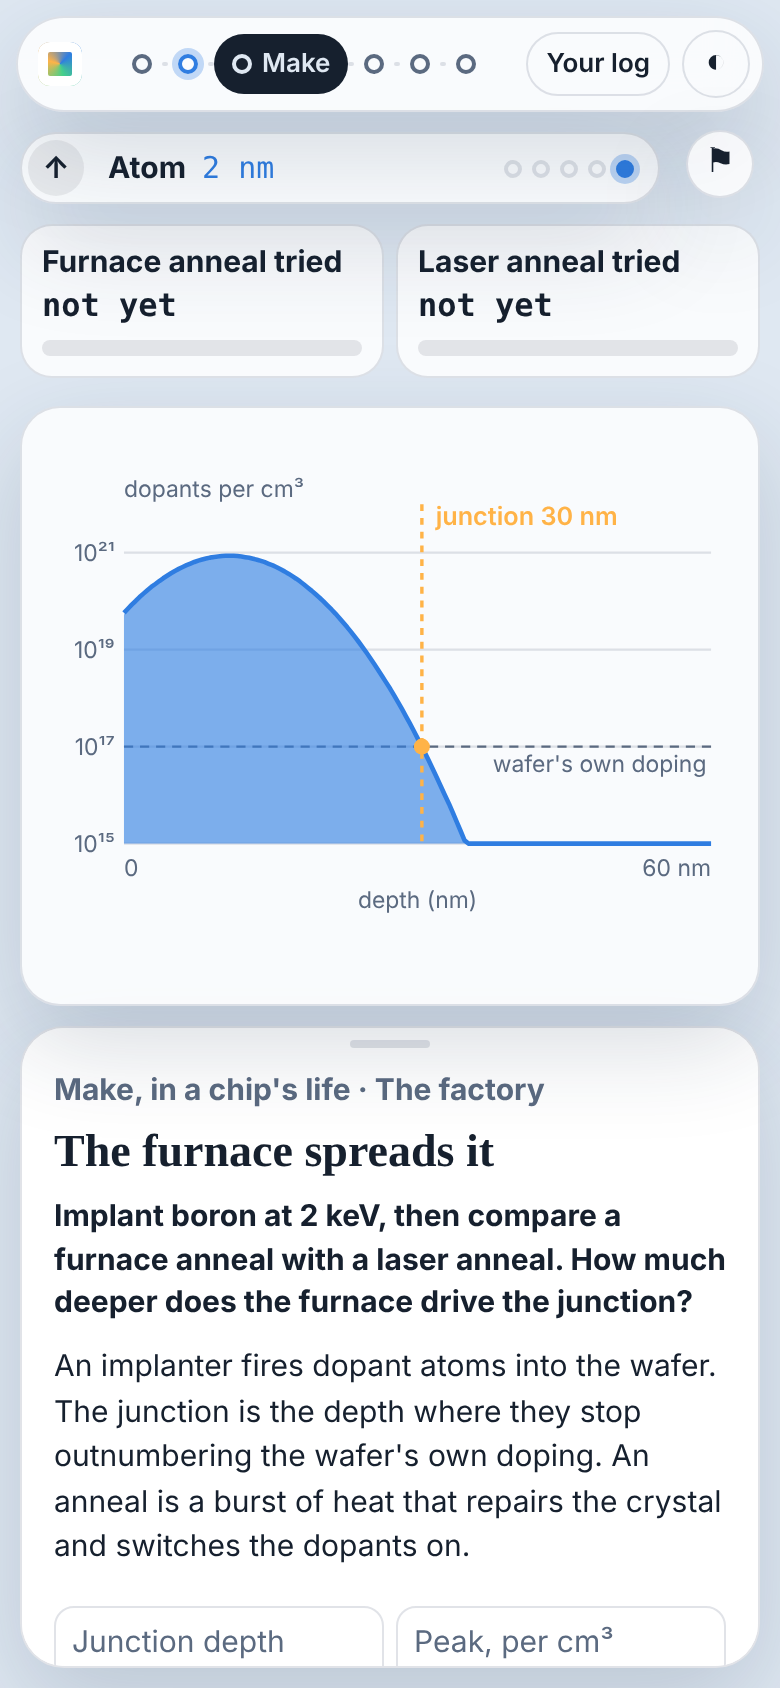 Make
Your log
Atom 2 nm
Furnace anneal tried
not yet
Laser anneal tried
not yet
dopants per cm³
junction 30 nm
10²¹
10¹⁹
10¹⁷
wafer's own doping
10¹⁵
0
60 nm
depth (nm)
Make, in a chip's life · The factory
The furnace spreads it
Implant boron at 2 keV, then compare a
furnace anneal with a laser anneal. How much
deeper does the furnace drive the junction?
An implanter fires dopant atoms into the wafer.
The junction is the depth where they stop
outnumbering the wafer's own doping. An
anneal is a burst of heat that repairs the crystal
and switches the dopants on.
Junction depth
Peak, per cm³